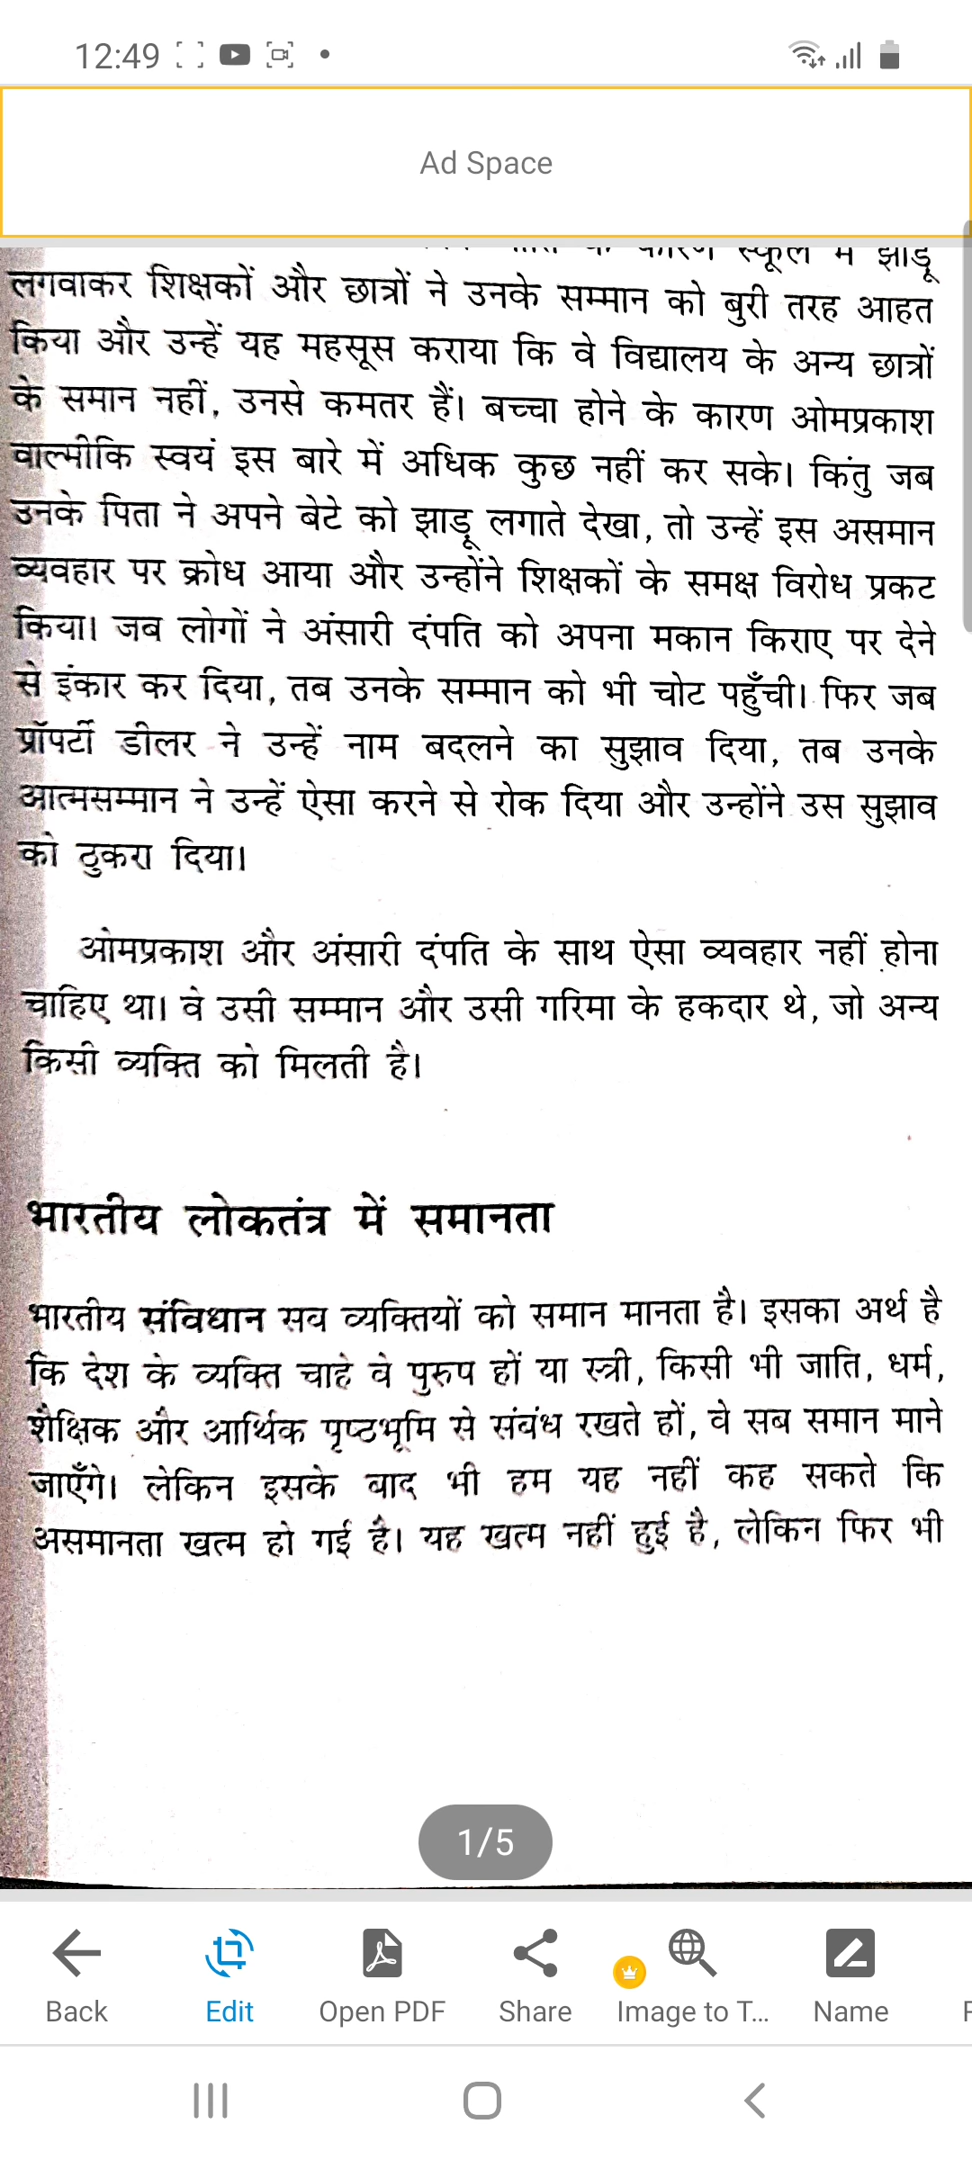 12:49
Ad Space
स्कूल में झाड़ू
लगवाकर शिक्षकों और छात्रों ने उनके सम्मान को बुरी तरह आहत
किया और उन्हें यह महसूस कराया कि वे विद्यालय के अन्य छात्रों
के समान नहीं, उनसे कमतर हैं। बच्चा होने के कारण ओमप्रकाश
वाल्मीकि स्वयं इस बारे में अधिक कुछ नहीं कर सके। किंतु जब
उनके पिता ने अपने बेटे को झाड़ू लगाते देखा, तो उन्हें इस असमान
व्यवहार पर क्रोध आया और उन्होंने शिक्षकों के समक्ष विरोध प्रकट
किया। जब लोगों ने अंसारी दंपति को अपना मकान किराए पर देने
से इंकार कर दिया, तब उनके सम्मान को भी चोट पहुँची। फिर जब
प्रॉपर्टी डीलर ने उन्हें नाम बदलने का सुझाव दिया, तब उनके
आत्मसम्मान ने उन्हें ऐसा करने से रोक दिया और उन्होंने उस सुझाव
को ठुकरा दिया।
ओमप्रकाश और अंसारी दंपति के साथ ऐसा व्यवहार नहीं होना
चाहिए था। वे उसी सम्मान और उसी गरिमा के हकदार थे, जो अन्य
किसी व्यक्ति को मिलती है।
भारतीय लोकतंत्र में समानता
भारतीय संविधान सब व्यक्तियों को समान मानता है। इसका अर्थ है
कि देश के व्यक्ति चाहे वे पुरुष हों या स्त्री, किसी भी जाति, धर्म,
शैक्षिक और आर्थिक पृष्ठभूमि से संबंध रखते हों, वे सब समान माने
जाएँगे। लेकिन इसके बाद भी हम यह नहीं कह सकते कि
असमानता खत्म हो गई है। यह खत्म नहीं हुई है, लेकिन फिर भी
1/5
Back Edit Open PDF Share Image to T... Name